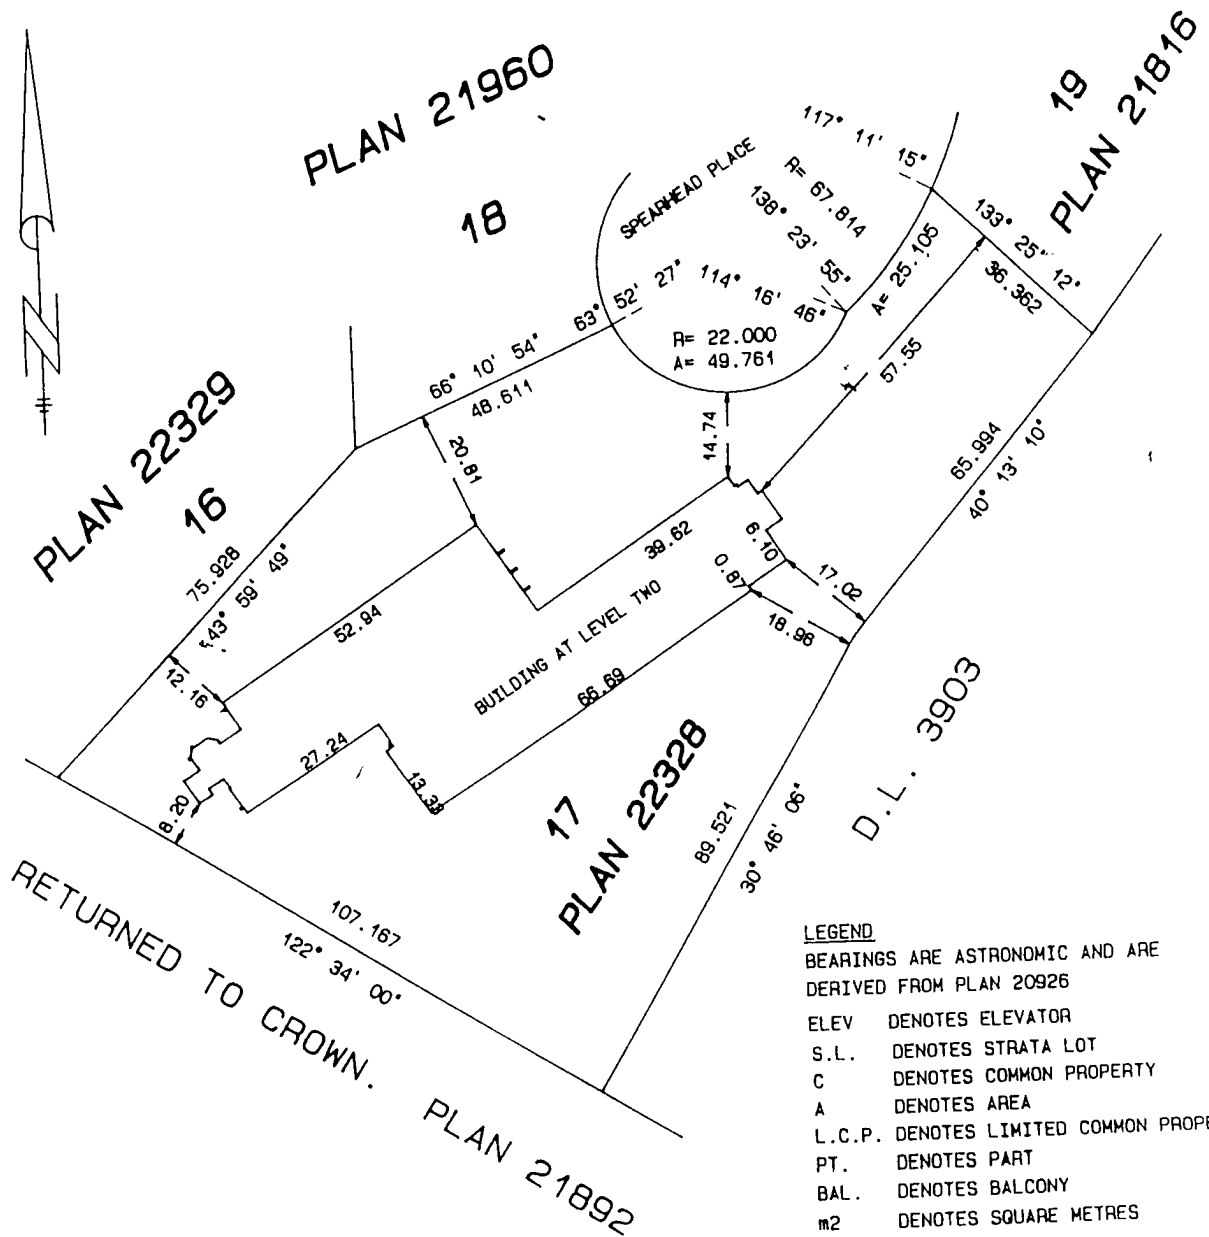 PLAN 21960
18
19
PLAN 21816
117° 11' 15"
SPEARHEAD PLACE
R= 67.814
138° 23' 55"
133° 25' 12"
36.362
A= 25.105
63° 52' 27"
114° 16' 46"
R= 22.000
A= 49.761
66° 10' 54"
48.611
57.55
PLAN 22329
16
20.81
14.74
65.994
40° 13' 10"
75.928
43° 59' 49"
39.62
6.10
0.87
17.02
18.96
52.94
BUILDING AT LEVEL TWO
66.69
12.16
27.24
13.33
8.20
17
PLAN 22328
D.L. 3903
89.521
30° 46' 06"
107.167
122° 34' 00"
RETURNED TO CROWN. PLAN 21892
LEGEND
BEARINGS ARE ASTRONOMIC AND ARE
DERIVED FROM PLAN 20926
ELEV DENOTES ELEVATOR
S.L. DENOTES STRATA LOT
C DENOTES COMMON PROPERTY
A DENOTES AREA
L.C.P. DENOTES LIMITED COMMON PROPE
PT. DENOTES PART
BAL. DENOTES BALCONY
m2 DENOTES SQUARE METRES